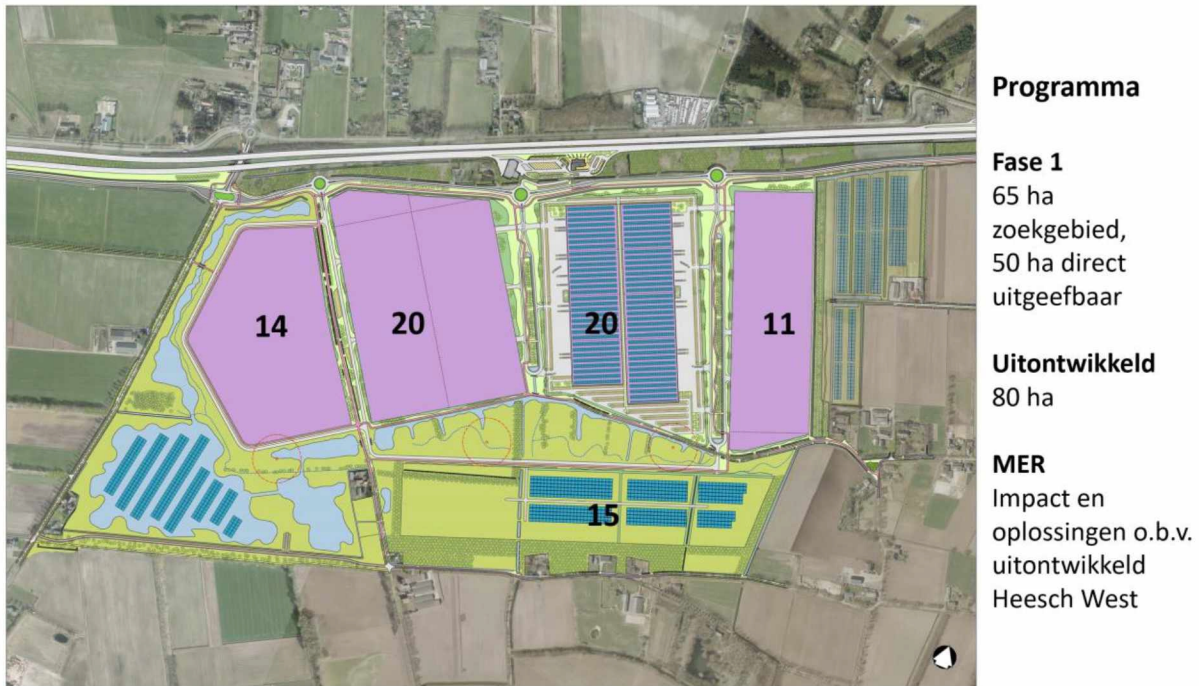 Programma
Fase 1
65 ha
zoekgebied,
50 ha direct
uitgeefbaar
Uitontwikkeld
80 ha
MER
Impact en
oplossingen o.b.v.
uitontwikkeld
Heesch West
14
20
20
11
15